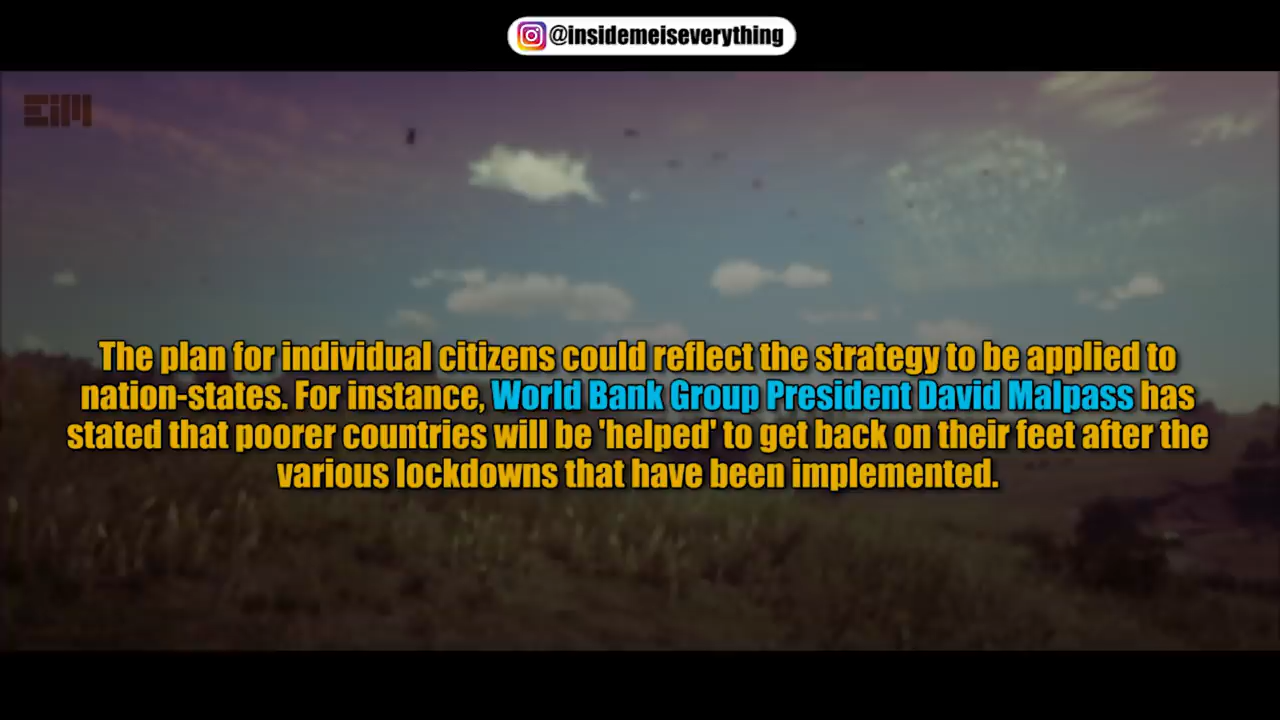 @insidemeiseverything
EiM
The plan for individual citizens could reflect the strategy to be applied to
nation-states. For instance, World Bank Group President David Malpass has
stated that poorer countries will be 'helped' to get back on their feet after the
various lockdowns that have been implemented.